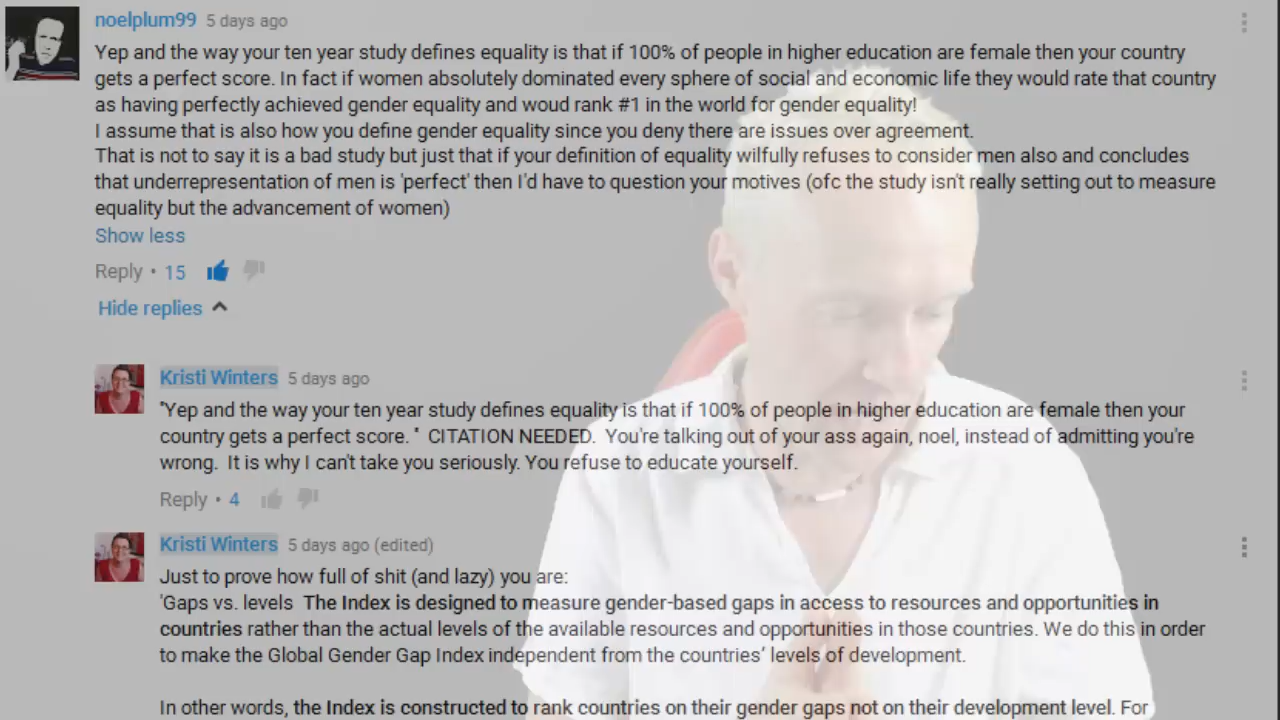 noelplum99 5 days ago
Yep and the way your ten year study defines equality is that if 100% of people in higher education are female then your country
gets a perfect score. In fact if women absolutely dominated every sphere of social and economic life they would rate that country
as having perfectly achieved gender equality and woud rank #1 in the world for gender equality!
I assume that is also how you define gender equality since you deny there are issues over agreement.
That is not to say it is a bad study but just that if your definition of equality wilfully refuses to consider men also and concludes
that underrepresentation of men is 'perfect' then I'd have to question your motives (ofc the study isn't really setting out to measure
equality but the advancement of women)
Show less
Reply • 15
Hide replies
Kristi Winters 5 days ago
"Yep and the way your ten year study defines equality is that if 100% of people in higher education are female then your
country gets a perfect score. " CITATION NEEDED. You're talking out of your ass again, noel, instead of admitting you're
wrong. It is why I can't take you seriously. You refuse to educate yourself.
Reply • 4
Kristi Winters 5 days ago (edited)
Just to prove how full of shit (and lazy) you are:
'Gaps vs. levels The Index is designed to measure gender-based gaps in access to resources and opportunities in
countries rather than the actual levels of the available resources and opportunities in those countries. We do this in order
to make the Global Gender Gap Index independent from the countries' levels of development.
In other words, the Index is constructed to rank countries on their gender gaps not on their development level. For